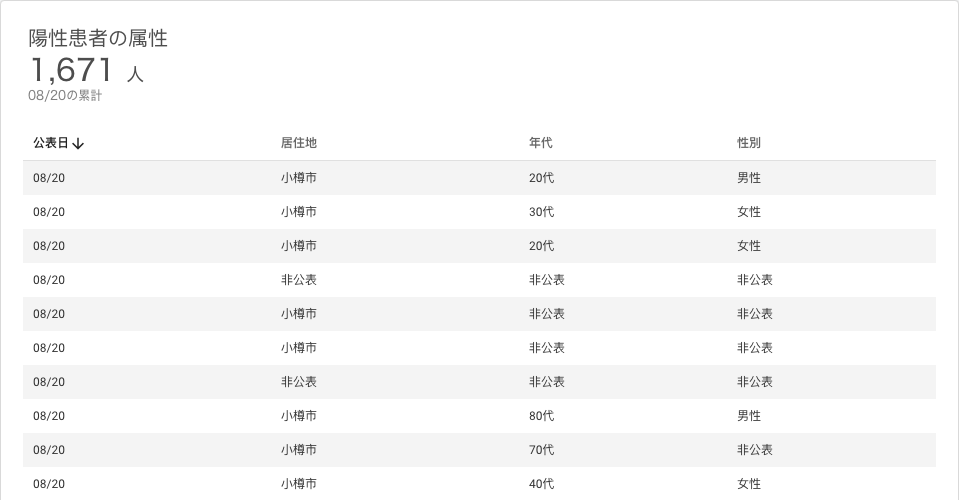 陽性患者の属性
1,671 人
08/20の累計
公表日↓ 居住地 年代 性別
08/20 小樽市 20代 男性
08/20 小樽市 30代 女性
08/20 小樽市 20代 女性
08/20 非公表 非公表 非公表
08/20 小樽市 非公表 非公表
08/20 小樽市 非公表 非公表
08/20 非公表 非公表 非公表
08/20 小樽市 80代 男性
08/20 小樽市 70代 非公表
08/20 小樽市 40代 女性